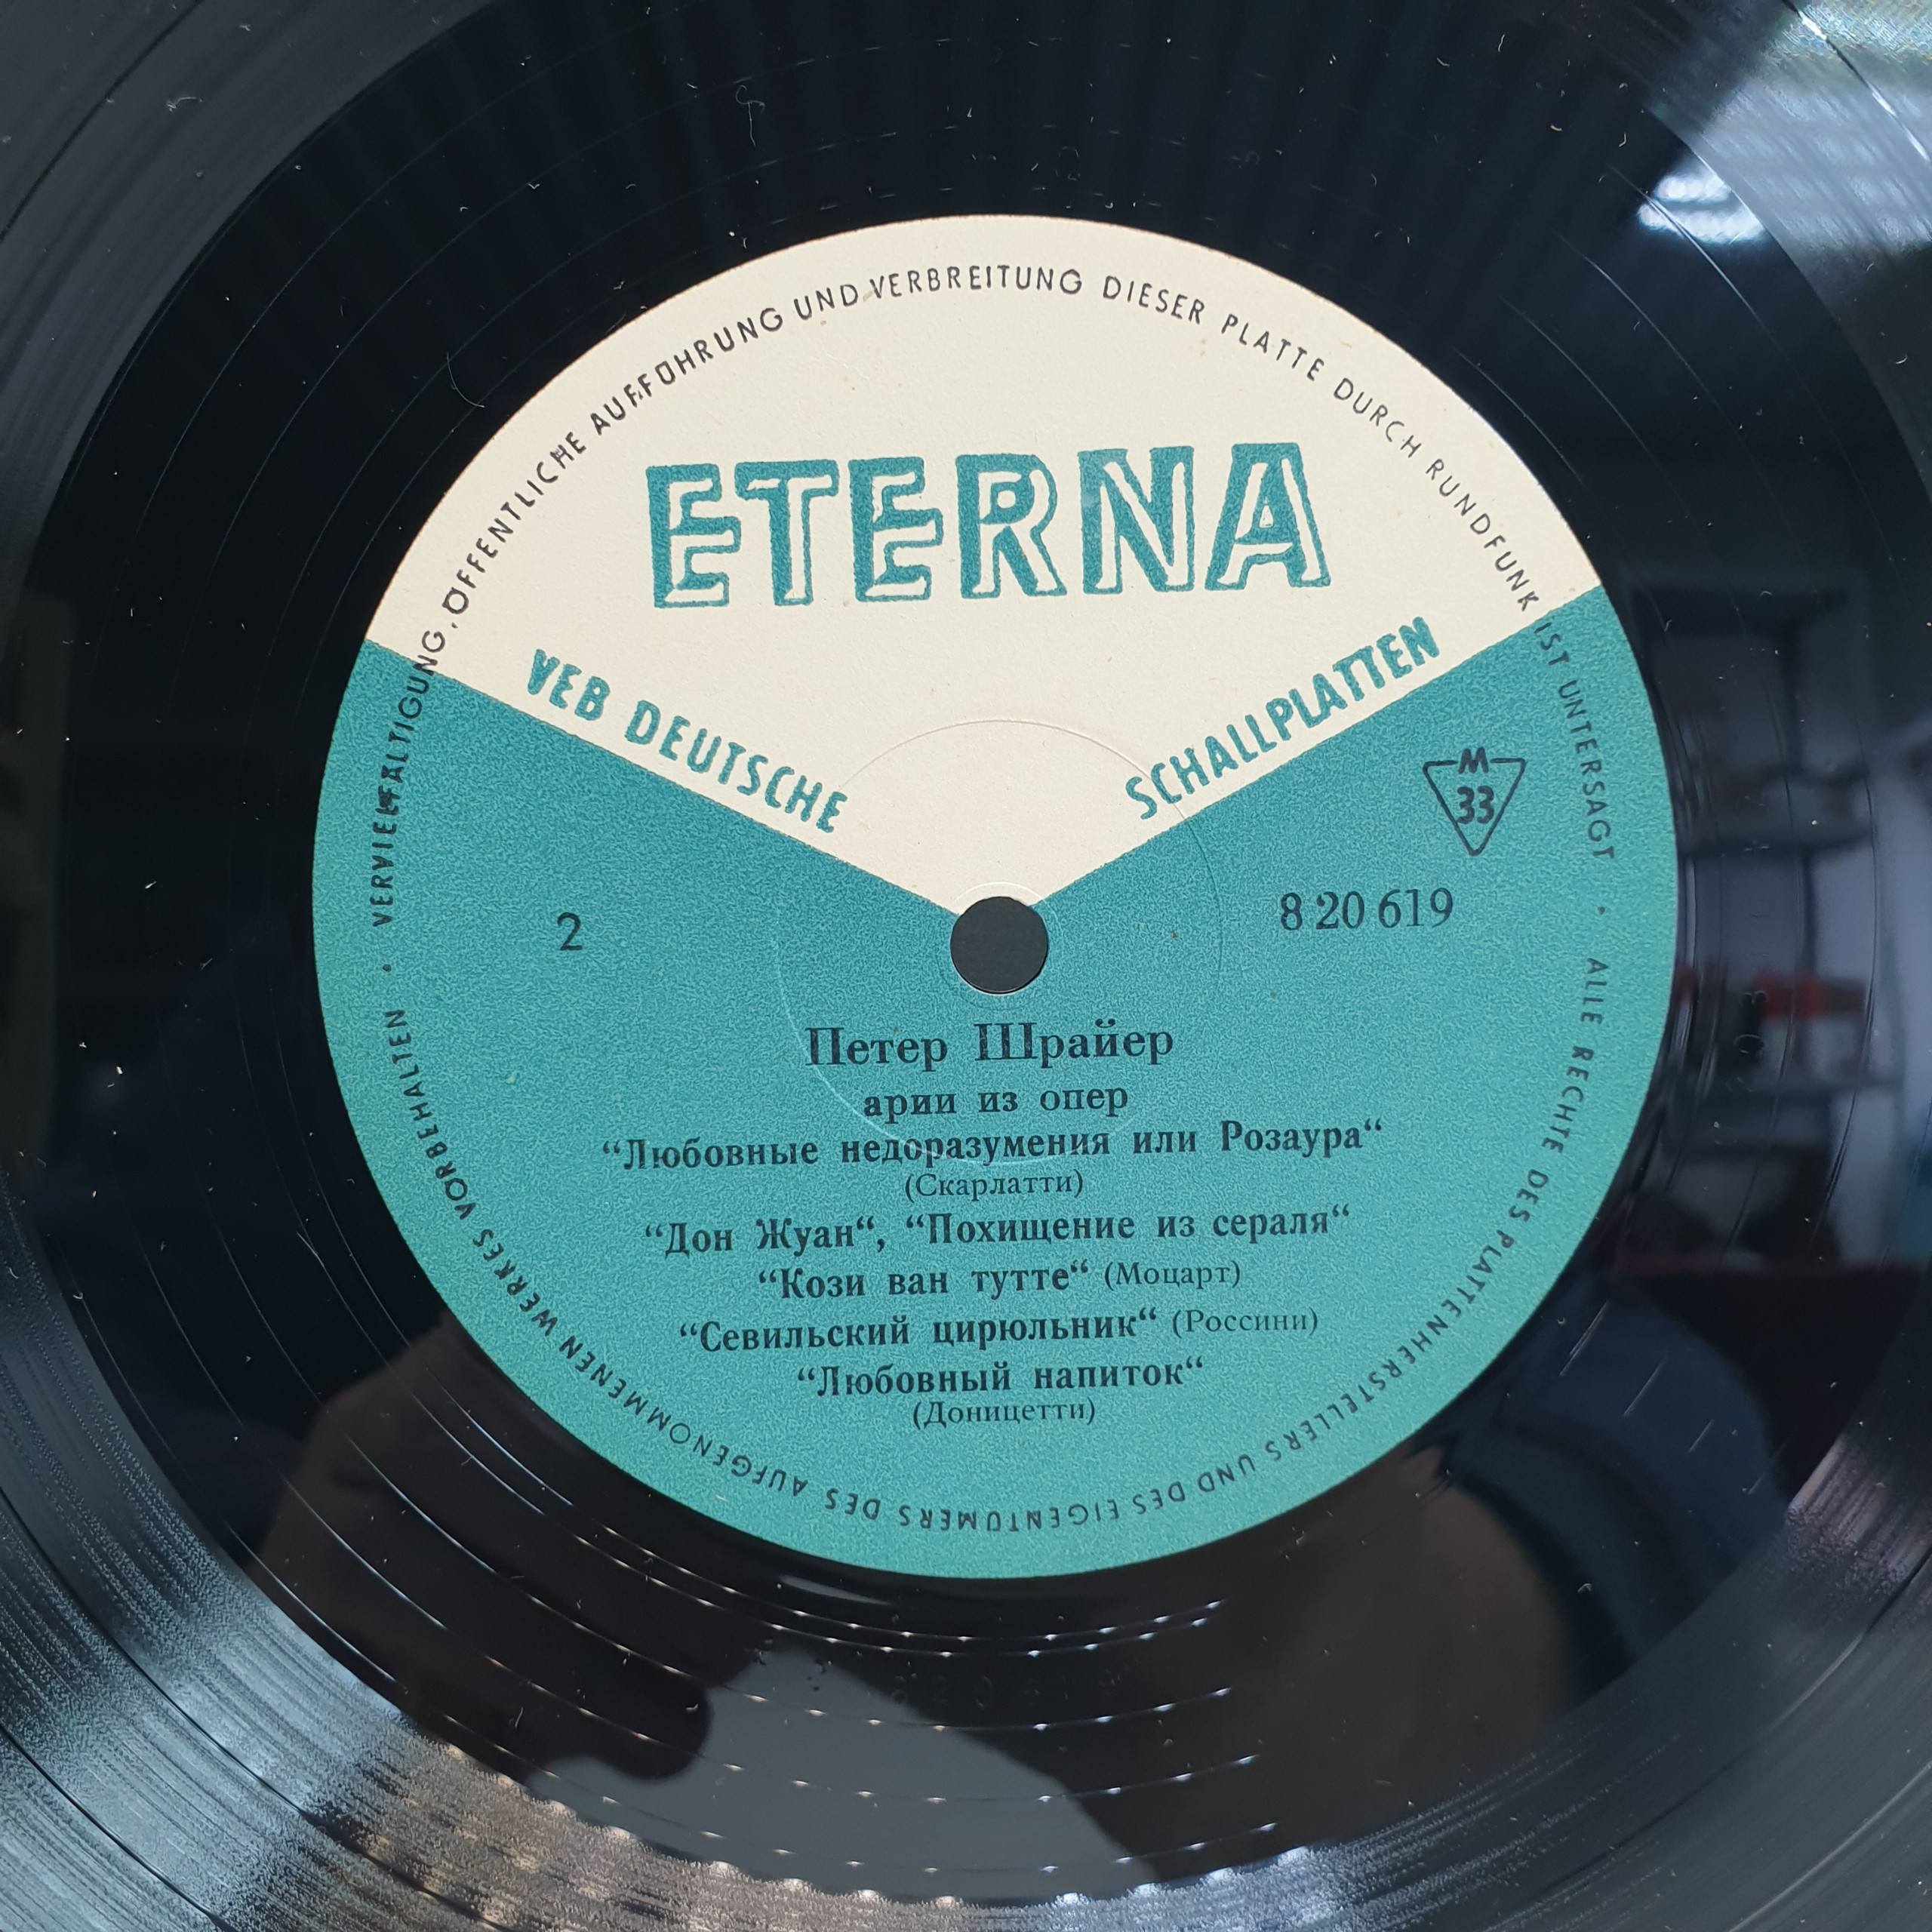 VERVIELFÄLTIGUNG, ÖFFENTLICHE AUFFÜHRUNG UND VERBREITUNG DIESER PLATTE DURCH RUNDFUNK IST UNTERSAGT · ALLE RECHTE DES PLATTENHERSTELLERS UND DES EIGENTÜMERS DES AUFGENOMMENEN WERKES VORBEHALTEN ·
ETERNA
VEB DEUTSCHE SCHALLPLATTEN
M
33
2
8 20 619
Петер Шрайер
арии из опер
“Любовные недоразумения или Розаура“
(Скарлатти)
“Дон Жуан“, “Похищение из сераля“
“Кози ван тутте“ (Моцарт)
“Севильский цирюльник“ (Россини)
“Любовный напиток“
(Доницетти)